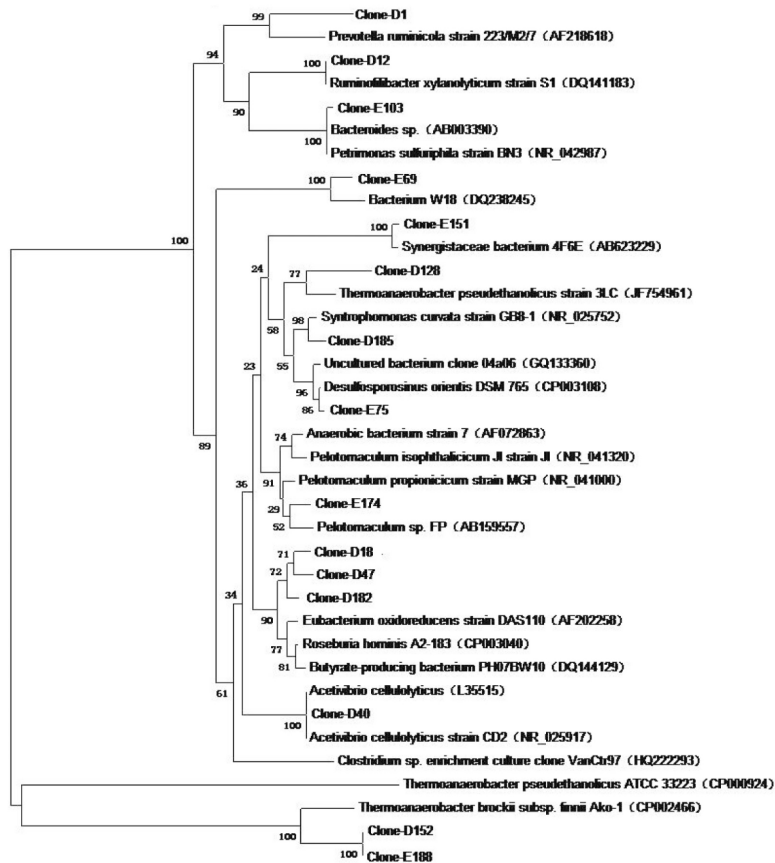 99
Clone-D1
Prevotella ruminicola strain 223/M2/7（AF218618）
94
100
Clone-D12
Ruminofilibacter xylanolyticum strain S1（DQ141183）
90
Clone-E103
Bacteroides sp.（AB003390）
100
Petrimonas sulfuriphila strain BN3（NR_042987）
100
Clone-E69
Bacterium W18（DQ238245）
100
Clone-E151
100
Synergistaceae bacterium 4F6E（AB623229）
24
77
Clone-D128
Thermoanaerobacter pseudethanolicus strain 3LC（JF754961）
58
98
Syntrophomonas curvata strain GB8-1（NR_025752）
Clone-D185
55
Uncultured bacterium clone 04a06（GQ133360）
23
96
Desulfosporosinus orientis DSM 765（CP003108）
86
Clone-E75
89
74
Anaerobic bacterium strain 7（AF072863）
Pelotomaculum isophthalicicum JI strain JI（NR_041320）
91
Pelotomaculum propionicicum strain MGP（NR_041000）
36
29
Clone-E174
52
Pelotomaculum sp. FP（AB159557）
71
Clone-D18
72
Clone-D47
34
Clone-D182
90
Eubacterium oxidoreducens strain DAS110（AF202258）
77
Roseburia hominis A2-183（CP003040）
81
Butyrate-producing bacterium PH07BW10（DQ144129）
61
Acetivibrio cellulolyticus（L35515）
Clone-D40
100
Acetivibrio cellulolyticus strain CD2（NR_025917）
Clostridium sp. enrichment culture clone VanCtr97（HQ222293）
Thermoanaerobacter pseudethanolicus ATCC 33223（CP000924）
Thermoanaerobacter brockii subsp. finnii Ako-1（CP002466）
100
Clone-D152
100
Clone-E188